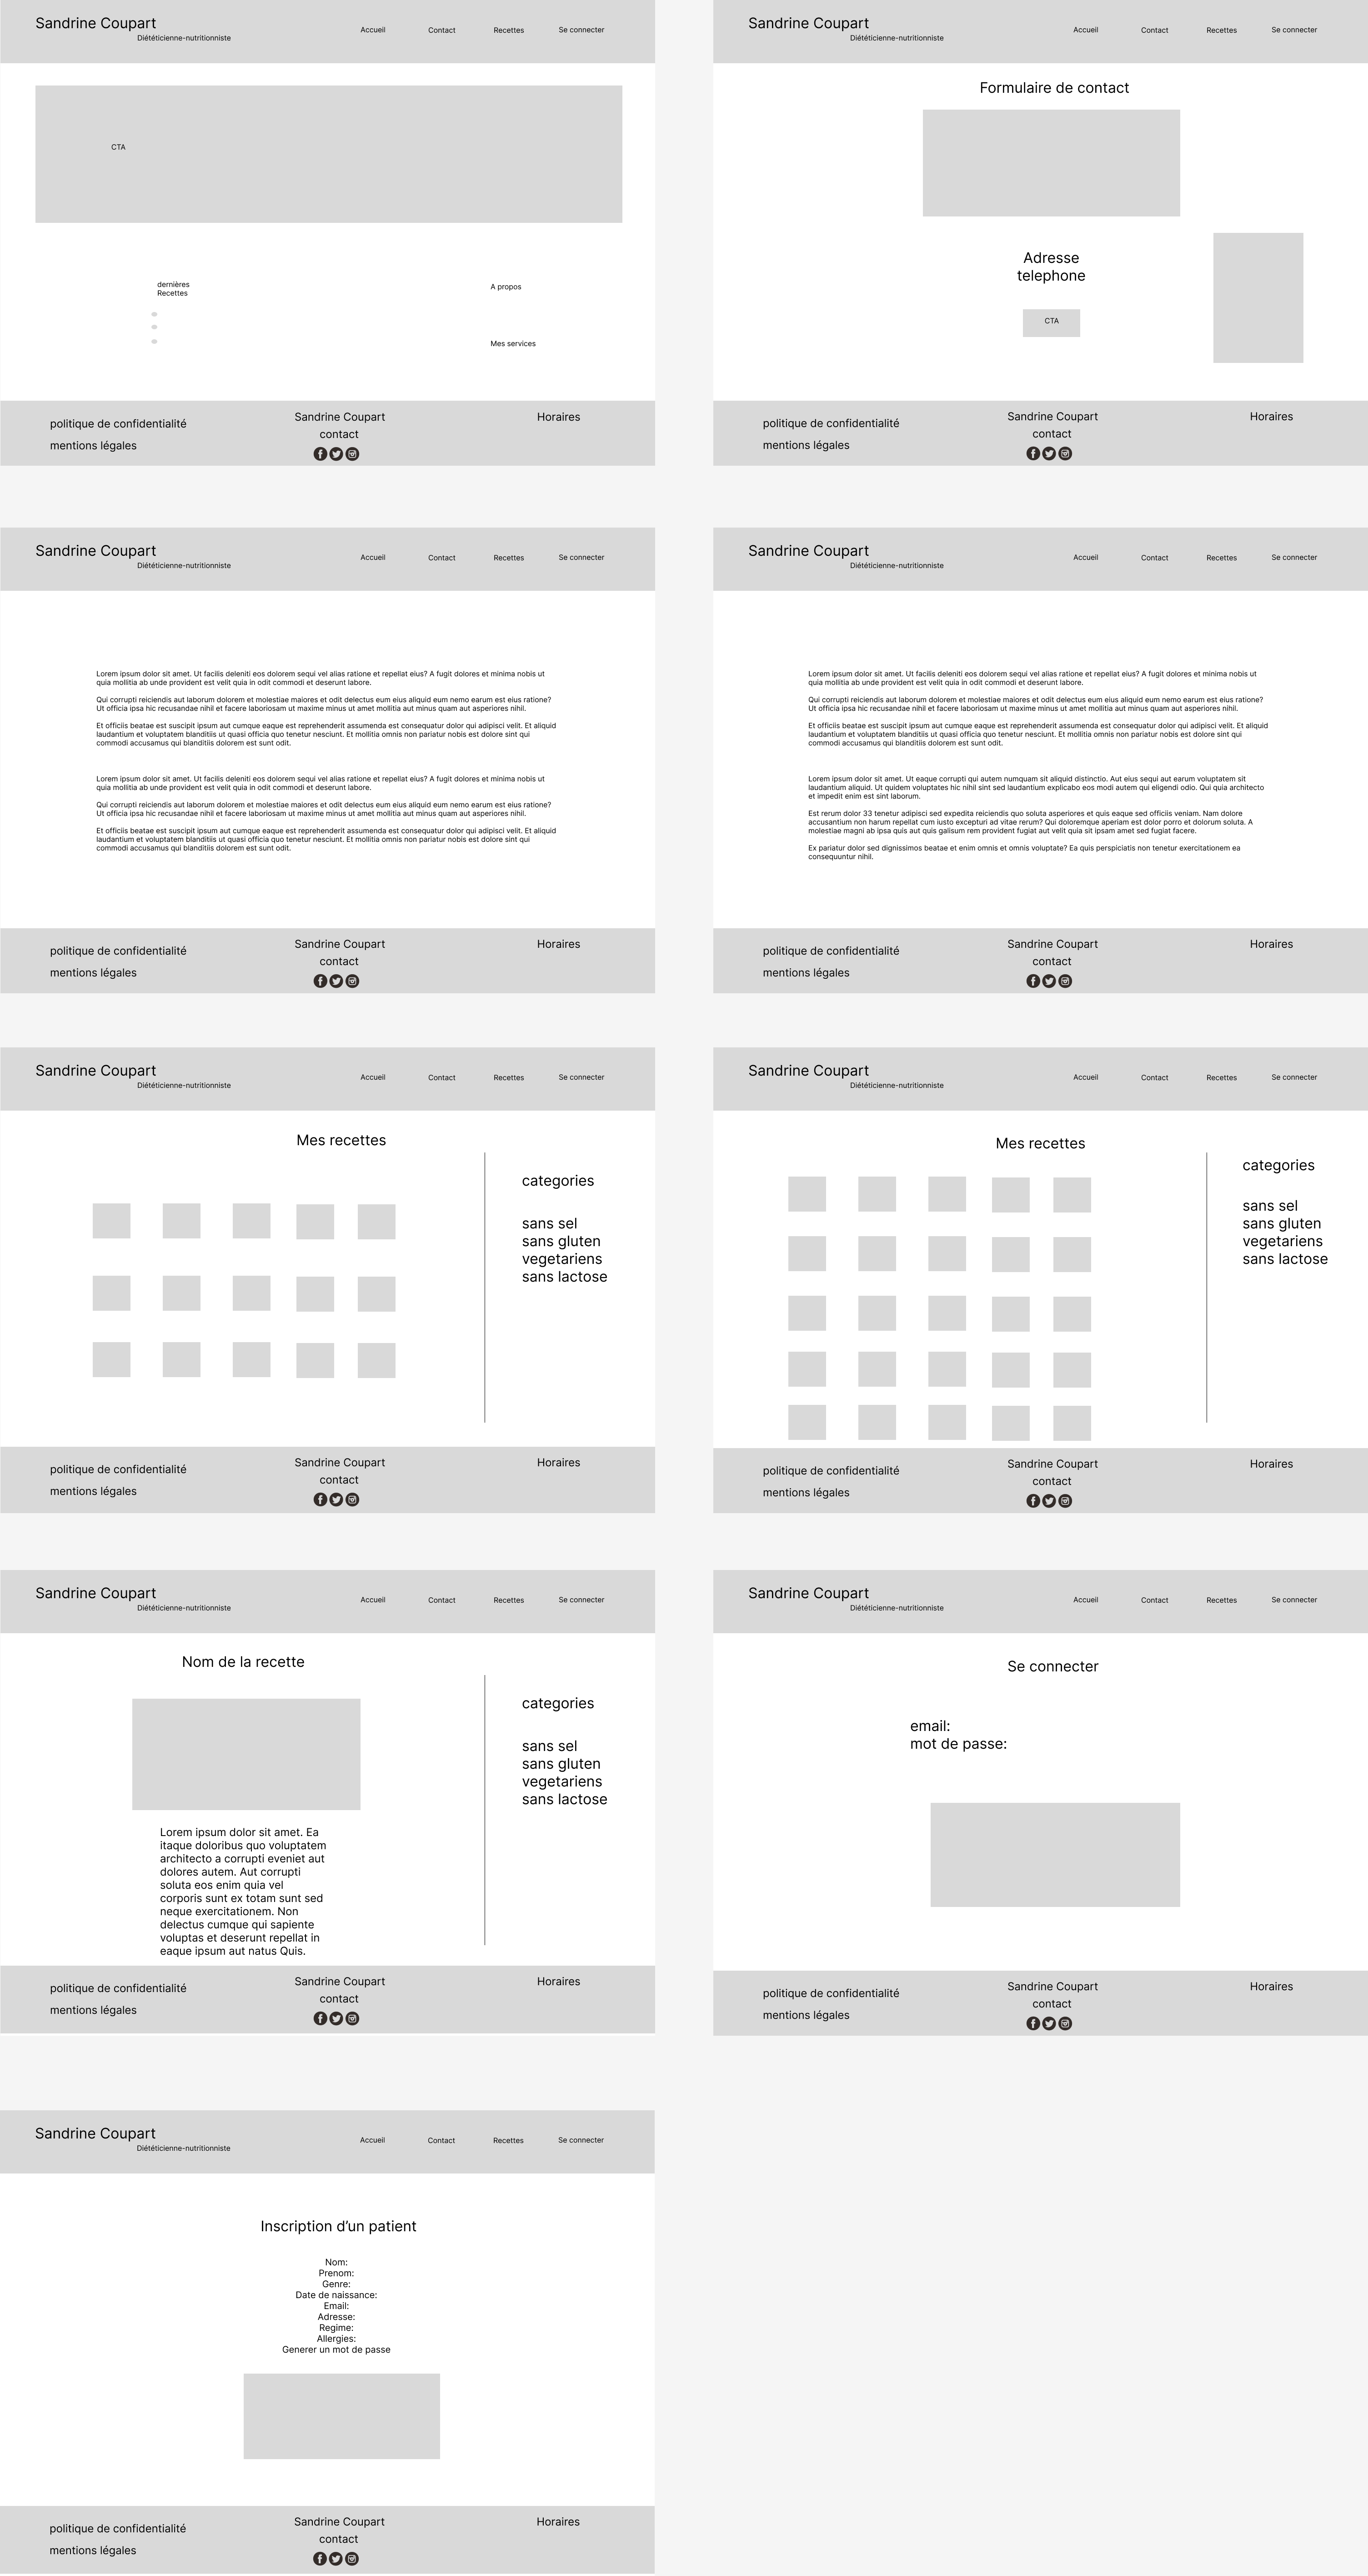 Sandrine Coupart
Diététicienne-nutritionniste
Accueil
Contact
Recettes
Se connecter
CTA
dernières
Recettes
A propos
Mes services
politique de confidentialité
mentions légales
Sandrine Coupart
contact
Horaires
Sandrine Coupart
Diététicienne-nutritionniste
Accueil
Contact
Recettes
Se connecter
Formulaire de contact
Adresse
telephone
CTA
politique de confidentialité
mentions légales
Sandrine Coupart
contact
Horaires
Sandrine Coupart
Diététicienne-nutritionniste
Accueil
Contact
Recettes
Se connecter
Lorem ipsum dolor sit amet. Ut facilis deleniti eos dolorem sequi vel alias ratione et repellat eius? A fugit dolores et minima nobis ut
quia mollitia ab unde provident est velit quia in odit commodi et deserunt labore.
Qui corrupti reiciendis aut laborum dolorem et molestiae maiores et odit delectus eum eius aliquid eum nemo earum est eius ratione?
Ut officia ipsa hic recusandae nihil et facere laboriosam ut maxime minus ut amet mollitia aut minus quam aut asperiores nihil.
Et officiis beatae est suscipit ipsum aut cumque eaque est reprehenderit assumenda est consequatur dolor qui adipisci velit. Et aliquid
laudantium et voluptatem blanditiis ut quasi officia quo tenetur nesciunt. Et mollitia omnis non pariatur nobis est dolore sint qui
commodi accusamus qui blanditiis dolorem est sunt odit.
Lorem ipsum dolor sit amet. Ut facilis deleniti eos dolorem sequi vel alias ratione et repellat eius? A fugit dolores et minima nobis ut
quia mollitia ab unde provident est velit quia in odit commodi et deserunt labore.
Qui corrupti reiciendis aut laborum dolorem et molestiae maiores et odit delectus eum eius aliquid eum nemo earum est eius ratione?
Ut officia ipsa hic recusandae nihil et facere laboriosam ut maxime minus ut amet mollitia aut minus quam aut asperiores nihil.
Et officiis beatae est suscipit ipsum aut cumque eaque est reprehenderit assumenda est consequatur dolor qui adipisci velit. Et aliquid
laudantium et voluptatem blanditiis ut quasi officia quo tenetur nesciunt. Et mollitia omnis non pariatur nobis est dolore sint qui
commodi accusamus qui blanditiis dolorem est sunt odit.
politique de confidentialité
mentions légales
Sandrine Coupart
contact
Horaires
Sandrine Coupart
Diététicienne-nutritionniste
Accueil
Contact
Recettes
Se connecter
Lorem ipsum dolor sit amet. Ut facilis deleniti eos dolorem sequi vel alias ratione et repellat eius? A fugit dolores et minima nobis ut
quia mollitia ab unde provident est velit quia in odit commodi et deserunt labore.
Qui corrupti reiciendis aut laborum dolorem et molestiae maiores et odit delectus eum eius aliquid eum nemo earum est eius ratione?
Ut officia ipsa hic recusandae nihil et facere laboriosam ut maxime minus ut amet mollitia aut minus quam aut asperiores nihil.
Et officiis beatae est suscipit ipsum aut cumque eaque est reprehenderit assumenda est consequatur dolor qui adipisci velit. Et aliquid
laudantium et voluptatem blanditiis ut quasi officia quo tenetur nesciunt. Et mollitia omnis non pariatur nobis est dolore sint qui
commodi accusamus qui blanditiis dolorem est sunt odit.
Lorem ipsum dolor sit amet. Ut eaque corrupti qui autem numquam sit aliquid distinctio. Aut eius sequi aut earum voluptatem sit
laudantium aliquid. Ut quidem voluptates hic nihil sint sed laudantium explicabo eos modi autem qui eligendi odio. Qui quia architecto
et impedit enim est sint laborum.
Est rerum dolor 33 tenetur adipisci sed expedita reiciendis quo soluta asperiores et quis eaque sed officiis veniam. Nam dolore
accusantium non harum repellat cum iusto excepturi ad vitae rerum? Qui doloremque aperiam est dolor porro et dolorum soluta. A
molestiae magni ab ipsa quis aut quis galisum rem provident fugiat aut velit quia sit ipsam amet sed fugiat facere.
Ex pariatur dolor sed dignissimos beatae et enim omnis et omnis voluptate? Ea quis perspiciatis non tenetur exercitationem ea
consequuntur nihil.
politique de confidentialité
mentions légales
Sandrine Coupart
contact
Horaires
Sandrine Coupart
Diététicienne-nutritionniste
Accueil
Contact
Recettes
Se connecter
Mes recettes
categories
sans sel
sans gluten
vegetariens
sans lactose
politique de confidentialité
mentions légales
Sandrine Coupart
contact
Horaires
Sandrine Coupart
Diététicienne-nutritionniste
Accueil
Contact
Recettes
Se connecter
Mes recettes
categories
sans sel
sans gluten
vegetariens
sans lactose
politique de confidentialité
mentions légales
Sandrine Coupart
contact
Horaires
Sandrine Coupart
Diététicienne-nutritionniste
Accueil
Contact
Recettes
Se connecter
Nom de la recette
categories
sans sel
sans gluten
vegetariens
sans lactose
Lorem ipsum dolor sit amet. Ea
itaque doloribus quo voluptatem
architecto a corrupti eveniet aut
dolores autem. Aut corrupti
soluta eos enim quia vel
corporis sunt ex totam sunt sed
neque exercitationem. Non
delectus cumque qui sapiente
voluptas et deserunt repellat in
eaque ipsum aut natus Quis.
politique de confidentialité
mentions légales
Sandrine Coupart
contact
Horaires
Sandrine Coupart
Diététicienne-nutritionniste
Accueil
Contact
Recettes
Se connecter
Se connecter
email:
mot de passe:
politique de confidentialité
mentions légales
Sandrine Coupart
contact
Horaires
Sandrine Coupart
Diététicienne-nutritionniste
Accueil
Contact
Recettes
Se connecter
Inscription d’un patient
Nom:
Prenom:
Genre:
Date de naissance:
Email:
Adresse:
Regime:
Allergies:
Generer un mot de passe
politique de confidentialité
mentions légales
Sandrine Coupart
contact
Horaires